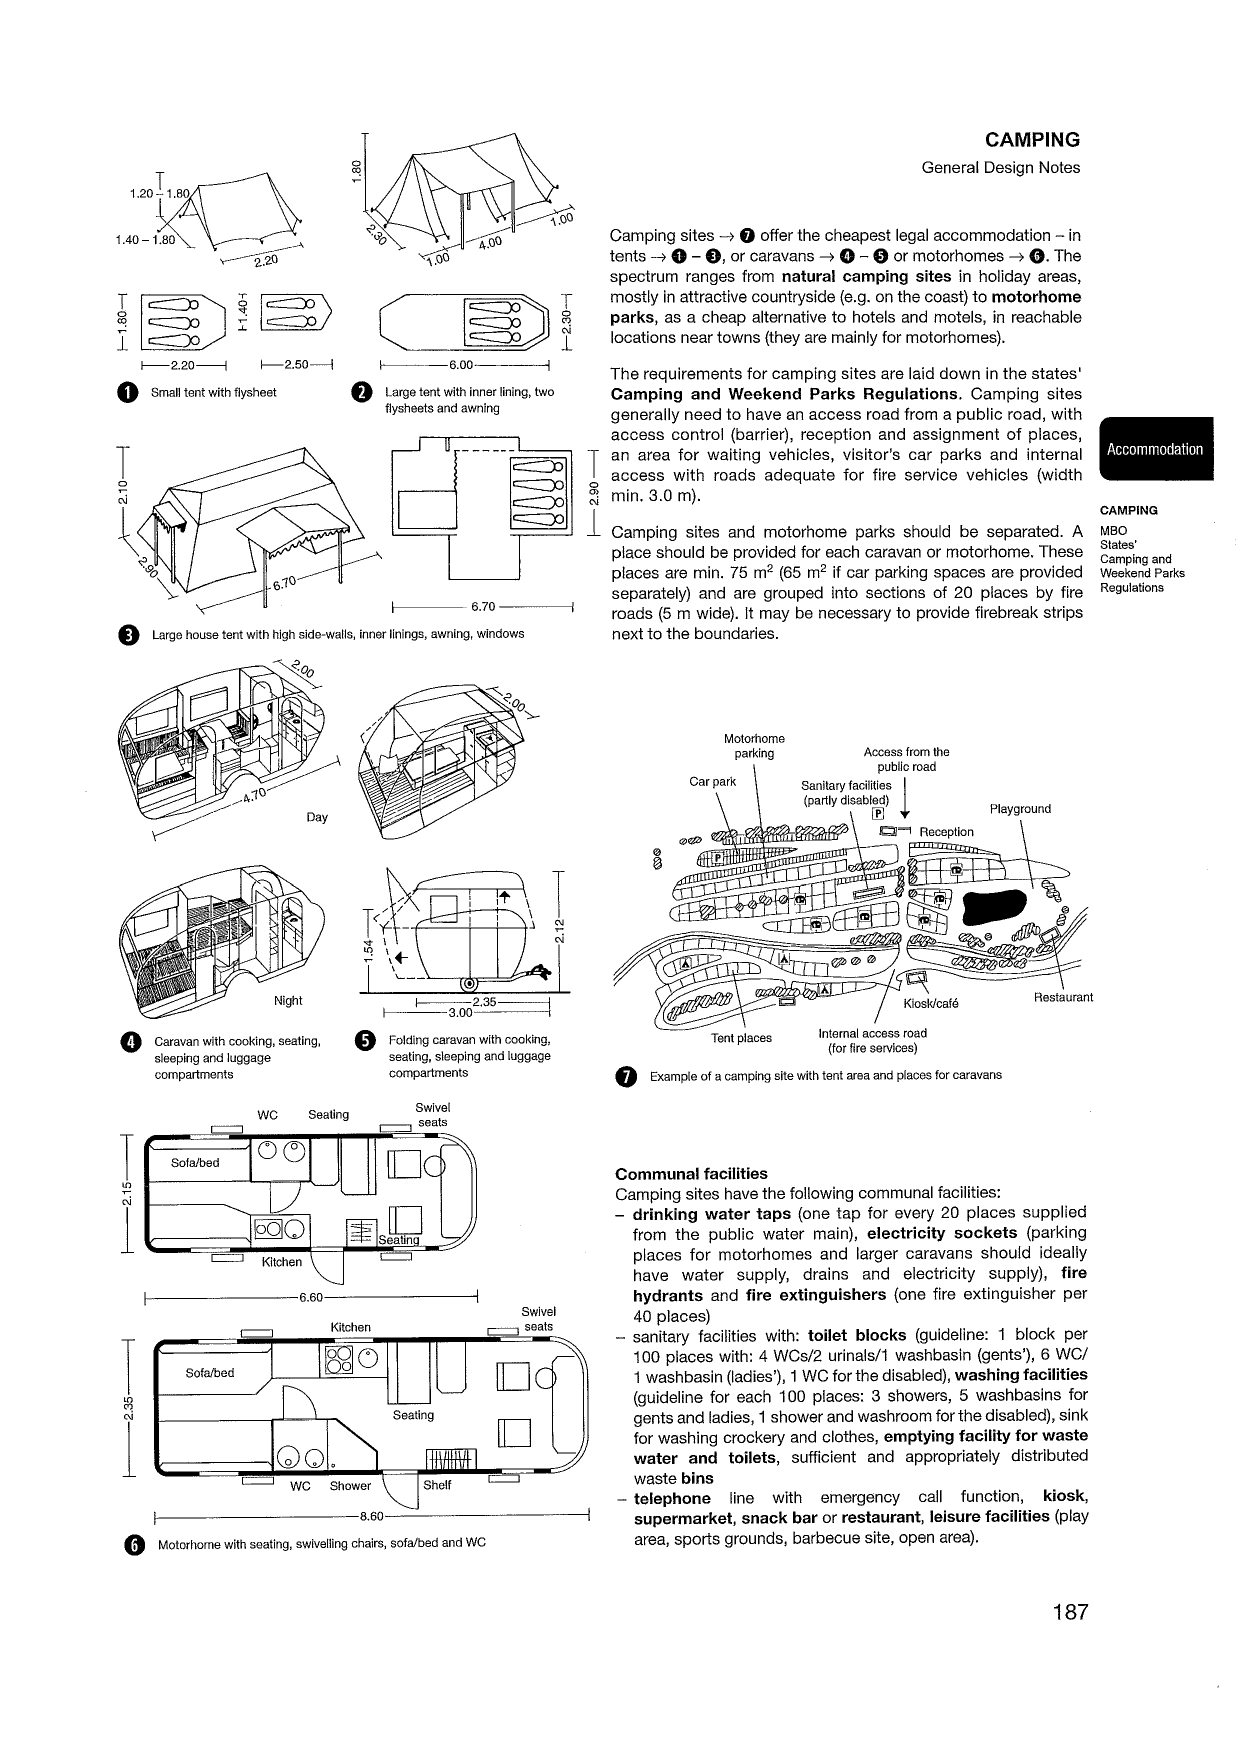 CAMPING
General Design Notes
1.20 – 1.80
1.40 – 1.80
2.20
1.80
2.30
1.00
4.00
1.00
1.80
1.40
2.30
2.20
2.50
6.00
1 Small tent with flysheet
2 Large tent with inner lining, two
flysheets and awning
2.10
2.90
6.70
2.90
6.70
3 Large house tent with high side-walls, inner linings, awning, windows
2.00
4.70
Day
2.00
Night
1.54
2.12
2.35
3.00
4 Caravan with cooking, seating,
sleeping and luggage
compartments
5 Folding caravan with cooking,
seating, sleeping and luggage
compartments
WC
Seating
Swivel
seats
Sofa/bed
2.15
Seating
Kitchen
6.60
Swivel
seats
Kitchen
Sofa/bed
2.35
Seating
WC
Shower
Shelf
8.60
6 Motorhome with seating, swivelling chairs, sofa/bed and WC
Camping sites → 7 offer the cheapest legal accommodation – in
tents → 1 – 3, or caravans → 4 – 5 or motorhomes → 6. The
spectrum ranges from natural camping sites in holiday areas,
mostly in attractive countryside (e.g. on the coast) to motorhome
parks, as a cheap alternative to hotels and motels, in reachable
locations near towns (they are mainly for motorhomes).
The requirements for camping sites are laid down in the states'
Camping and Weekend Parks Regulations. Camping sites
generally need to have an access road from a public road, with
access control (barrier), reception and assignment of places,
an area for waiting vehicles, visitor's car parks and internal
access with roads adequate for fire service vehicles (width
min. 3.0 m).
Camping sites and motorhome parks should be separated. A
place should be provided for each caravan or motorhome. These
places are min. 75 m² (65 m² if car parking spaces are provided
separately) and are grouped into sections of 20 places by fire
roads (5 m wide). It may be necessary to provide firebreak strips
next to the boundaries.
Accommodation
CAMPING
MBO
States'
Camping and
Weekend Parks
Regulations
Motorhome
parking
Access from the
public road
Car park
Sanitary facilities
(partly disabled)
P
Playground
Reception
P
Kiosk/café
Restaurant
Tent places
Internal access road
(for fire services)
7 Example of a camping site with tent area and places for caravans
Communal facilities
Camping sites have the following communal facilities:
– drinking water taps (one tap for every 20 places supplied
from the public water main), electricity sockets (parking
places for motorhomes and larger caravans should ideally
have water supply, drains and electricity supply), fire
hydrants and fire extinguishers (one fire extinguisher per
40 places)
– sanitary facilities with: toilet blocks (guideline: 1 block per
100 places with: 4 WCs/2 urinals/1 washbasin (gents'), 6 WC/
1 washbasin (ladies'), 1 WC for the disabled), washing facilities
(guideline for each 100 places: 3 showers, 5 washbasins for
gents and ladies, 1 shower and washroom for the disabled), sink
for washing crockery and clothes, emptying facility for waste
water and toilets, sufficient and appropriately distributed
waste bins
– telephone line with emergency call function, kiosk,
supermarket, snack bar or restaurant, leisure facilities (play
area, sports grounds, barbecue site, open area).
187